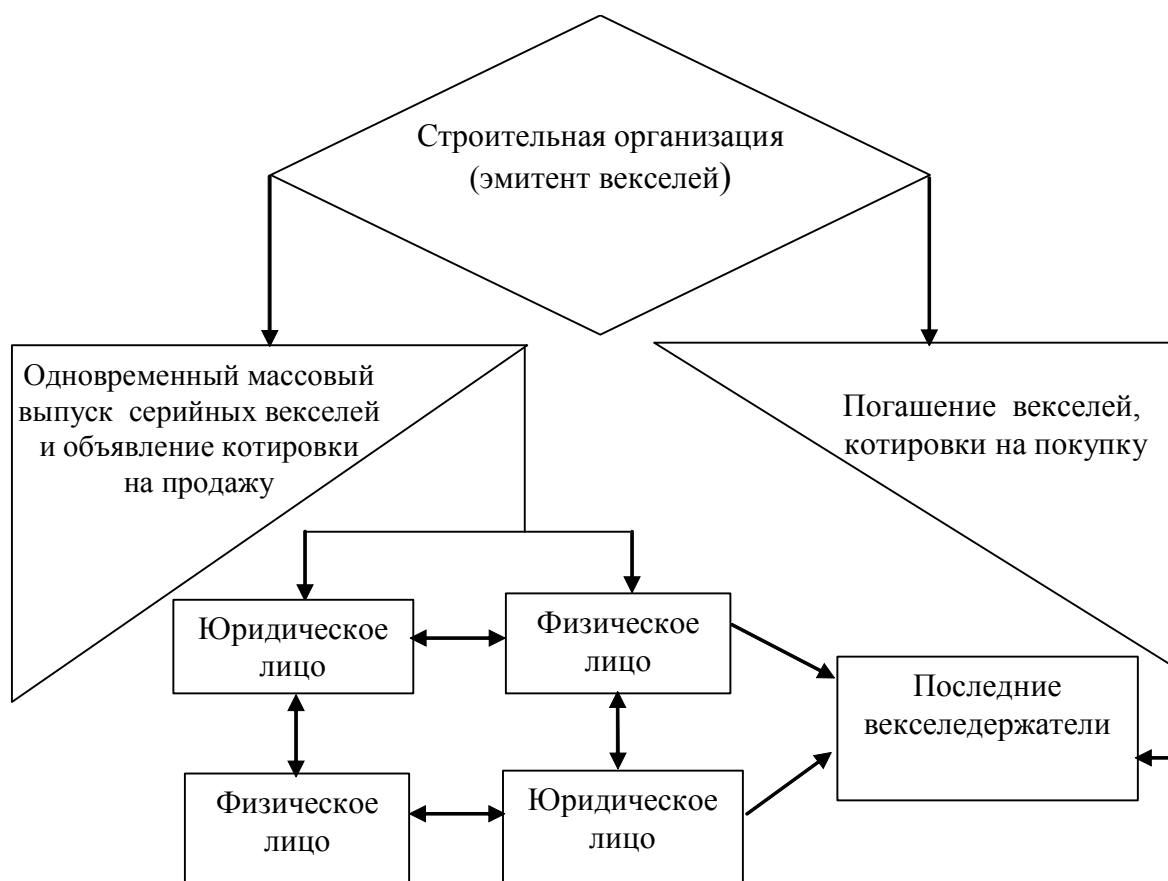 Строительная организация
(эмитент векселей)
Одновременный массовый
выпуск серийных векселей
и объявление котировки
на продажу
Погашение векселей,
котировки на покупку
Юридическое
лицо
Физическое
лицо
Последние
векселедержатели
Физическое
лицо
Юридическое
лицо